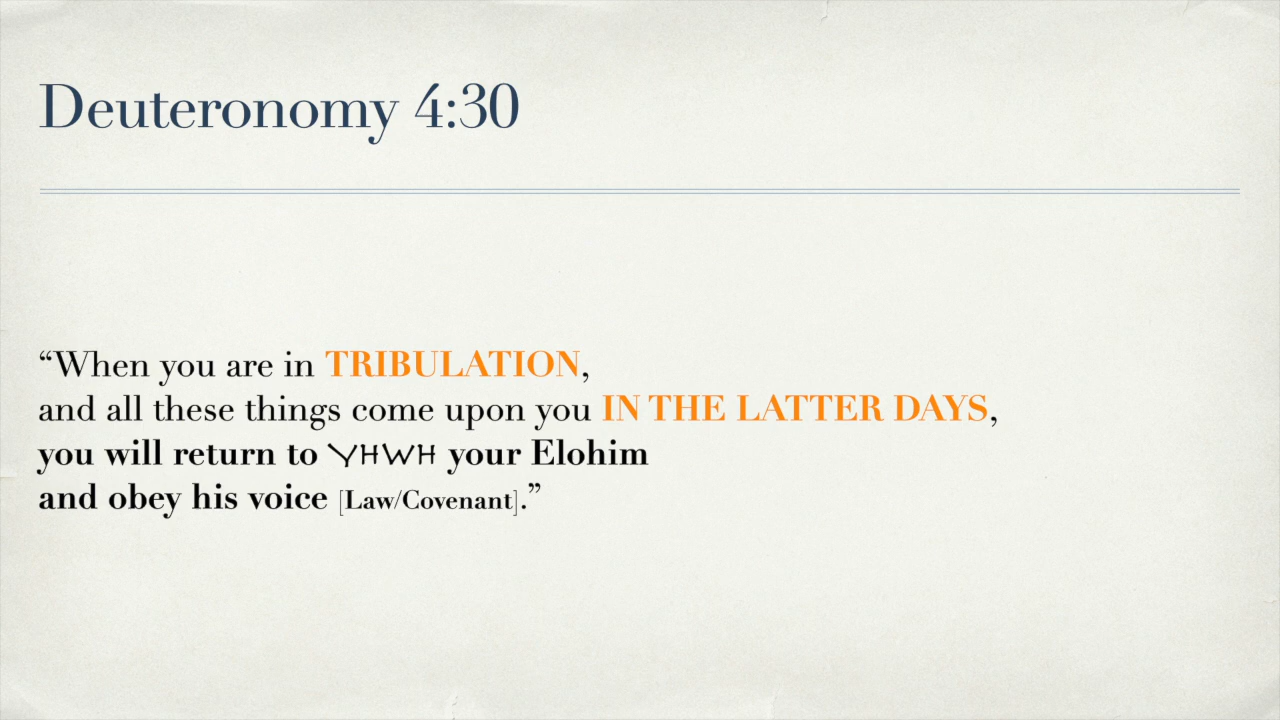 Deuteronomy 4:30
“When you are in TRIBULATION,
and all these things come upon you IN THE LATTER DAYS,
you will return to YHWH your Elohim
and obey his voice [Law/Covenant].”